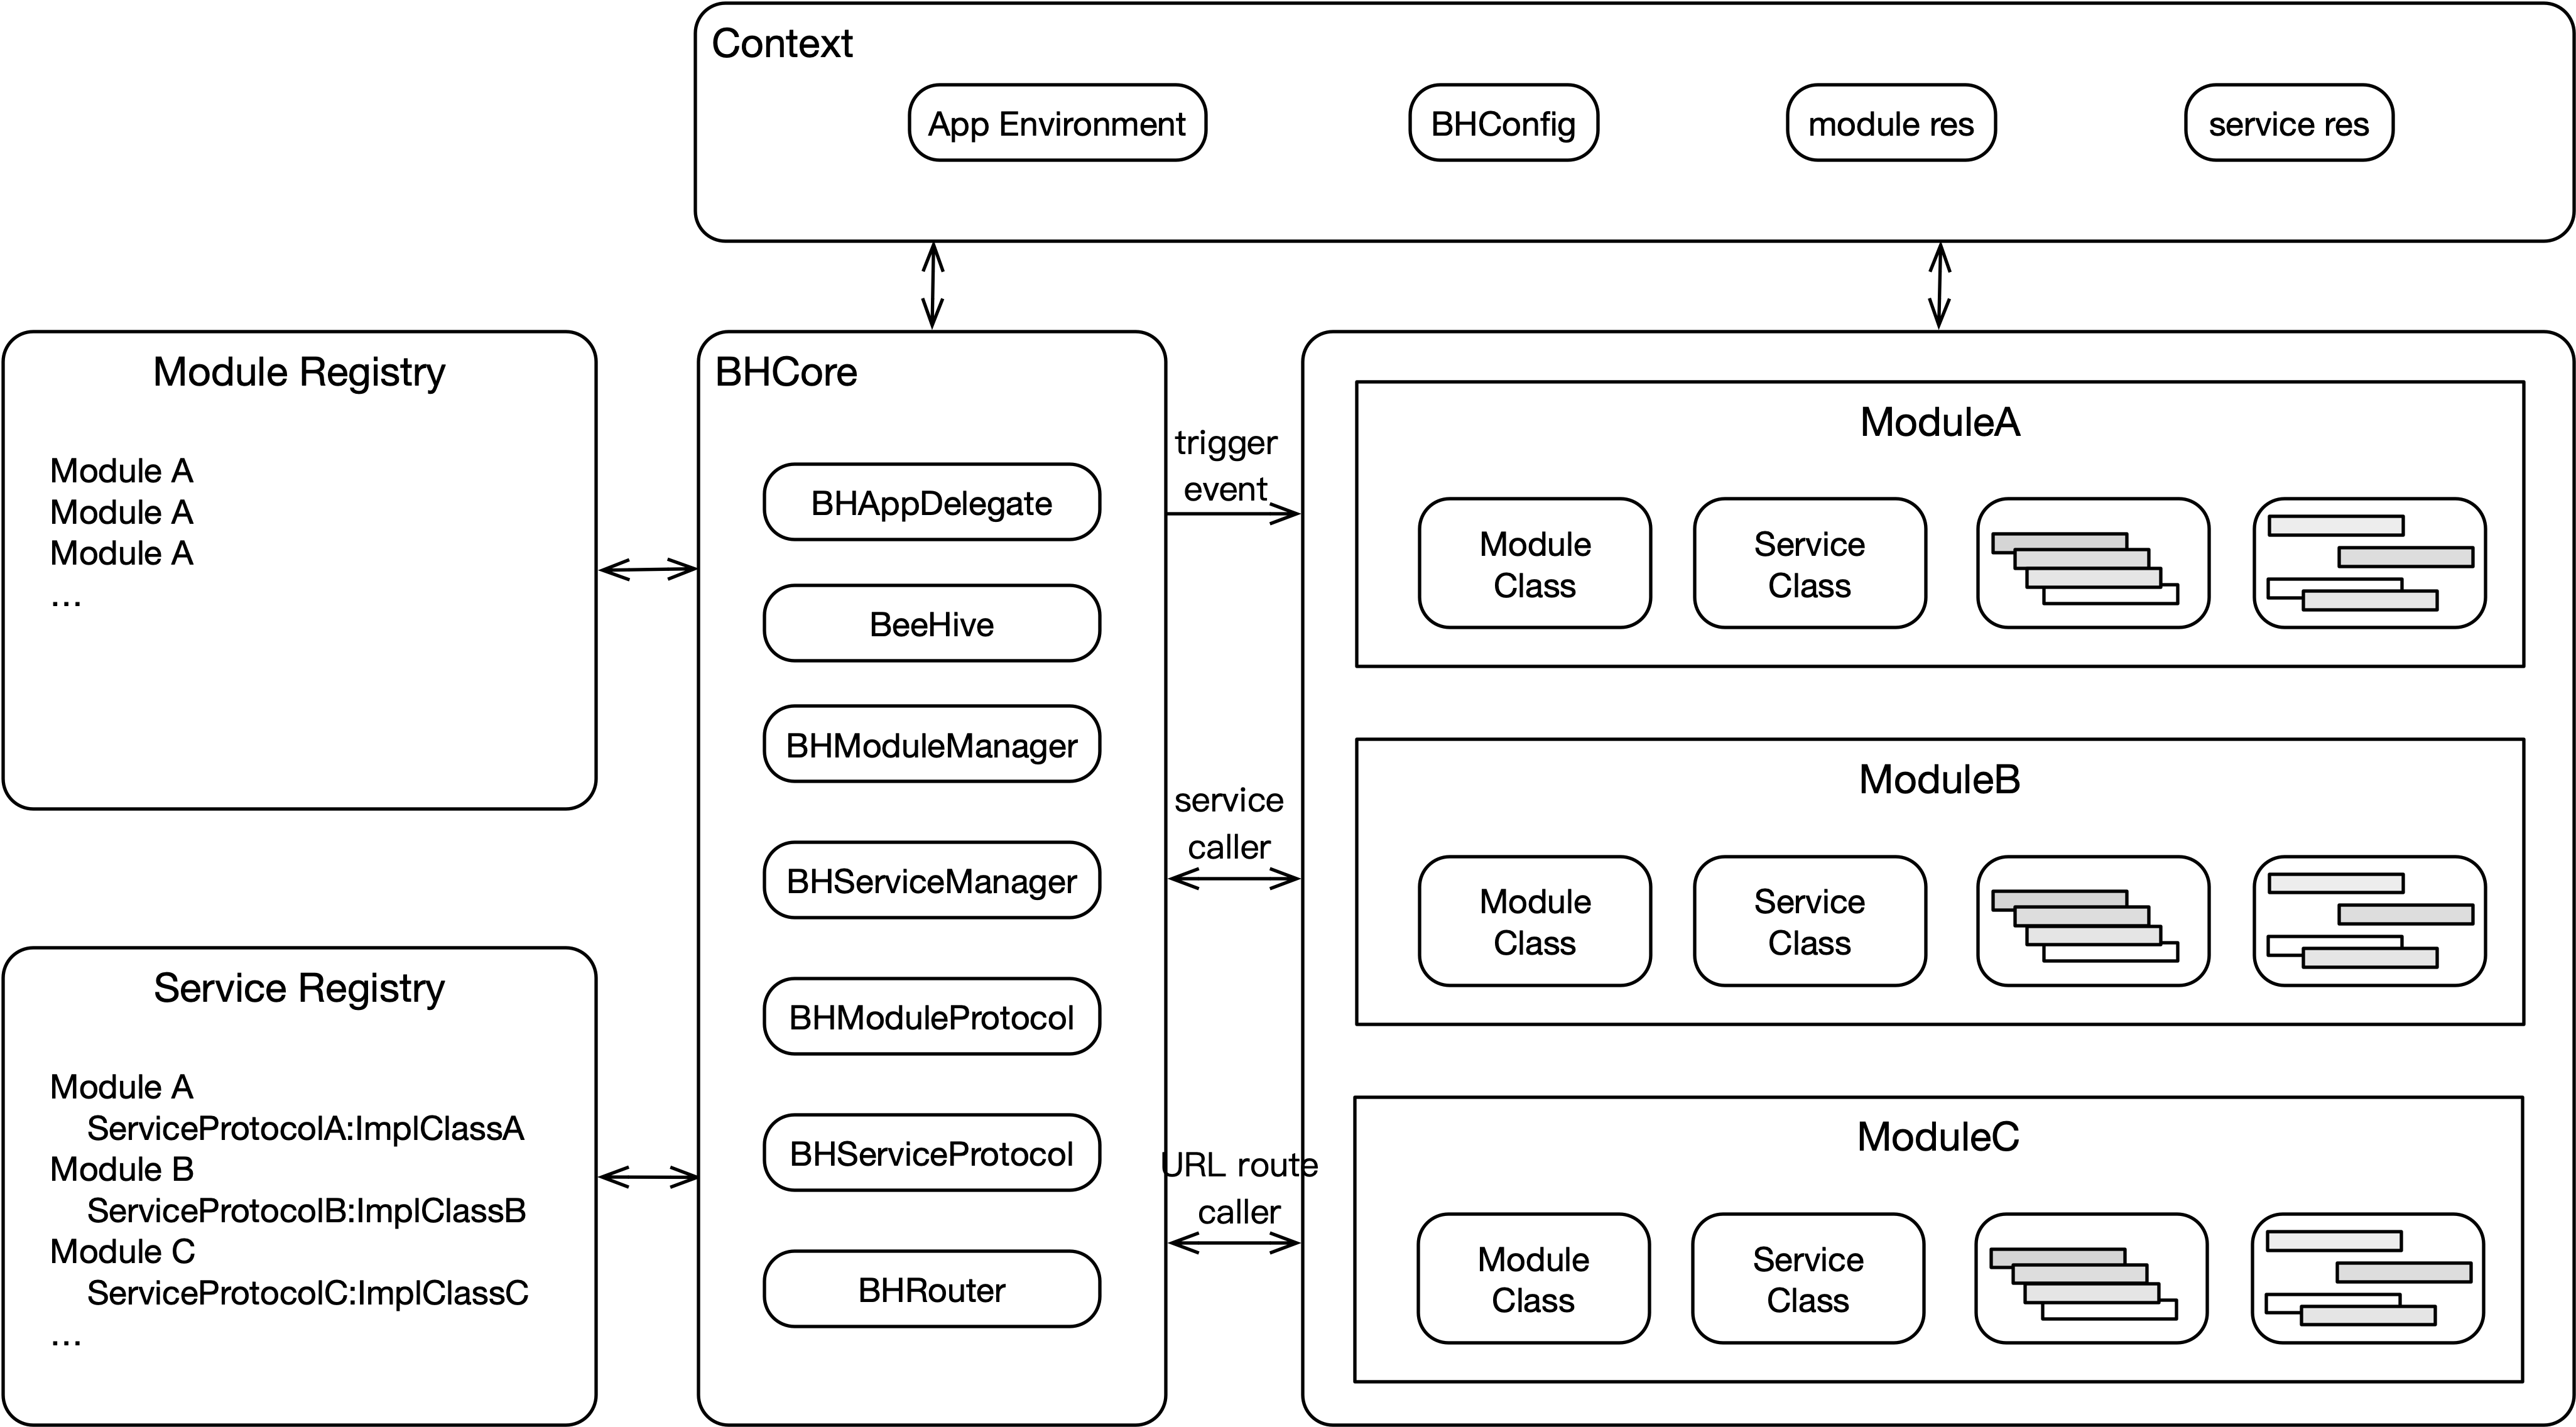 Context
App Environment
BHConfig
module res
service res
Module Registry
Module A
Module A
Module A
...
Service Registry
Module A
ServiceProtocolA:ImplClassA
Module B
ServiceProtocolB:ImplClassB
Module C
ServiceProtocolC:ImplClassC
...
BHCore
BHAppDelegate
BeeHive
BHModuleManager
BHServiceManager
BHModuleProtocol
BHServiceProtocol
BHRouter
trigger
event
service
caller
URL route
caller
ModuleA
Module
Class
Service
Class
ModuleB
Module
Class
Service
Class
ModuleC
Module
Class
Service
Class